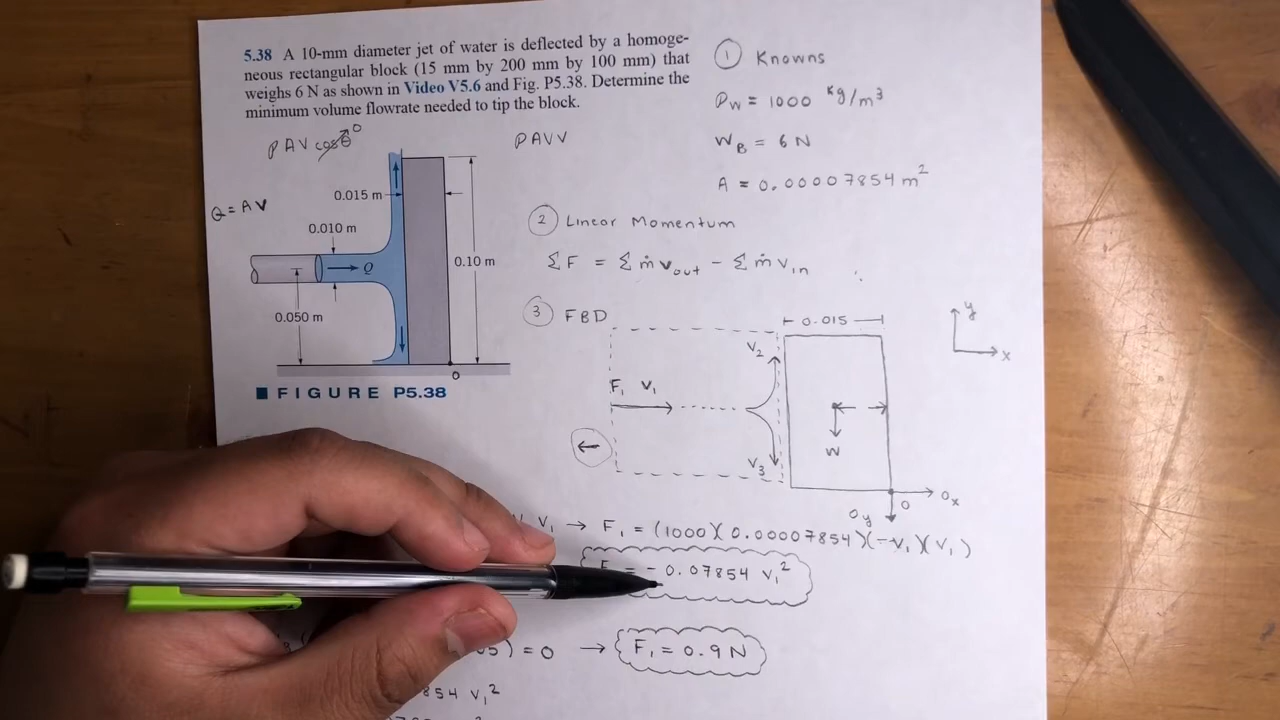 5.38 A 10-mm diameter jet of water is deflected by a homoge-
neous rectangular block (15 mm by 200 mm by 100 mm) that
weighs 6 N as shown in Video V5.6 and Fig. P5.38. Determine the
minimum volume flowrate needed to tip the block.
ρAV cosθ 0
ρAVV
Q = AV
0.015 m
0.010 m
Q
0.10 m
0.050 m
O
FIGURE P5.38
1 Knowns
ρw = 1000 kg/m³
WB = 6 N
A = 0.00007854 m²
2 Linear Momentum
ΣF = Σṁvout - Σṁvin
3 FBD
0.015
y
x
V2
F1 V1
V3
W
Ox
O
Oy
V1 → F1 = (1000)(0.00007854)(-V1)(V1)
= - 0.07854 V1²
) = 0 → F1 = 0.9 N
854 V1²